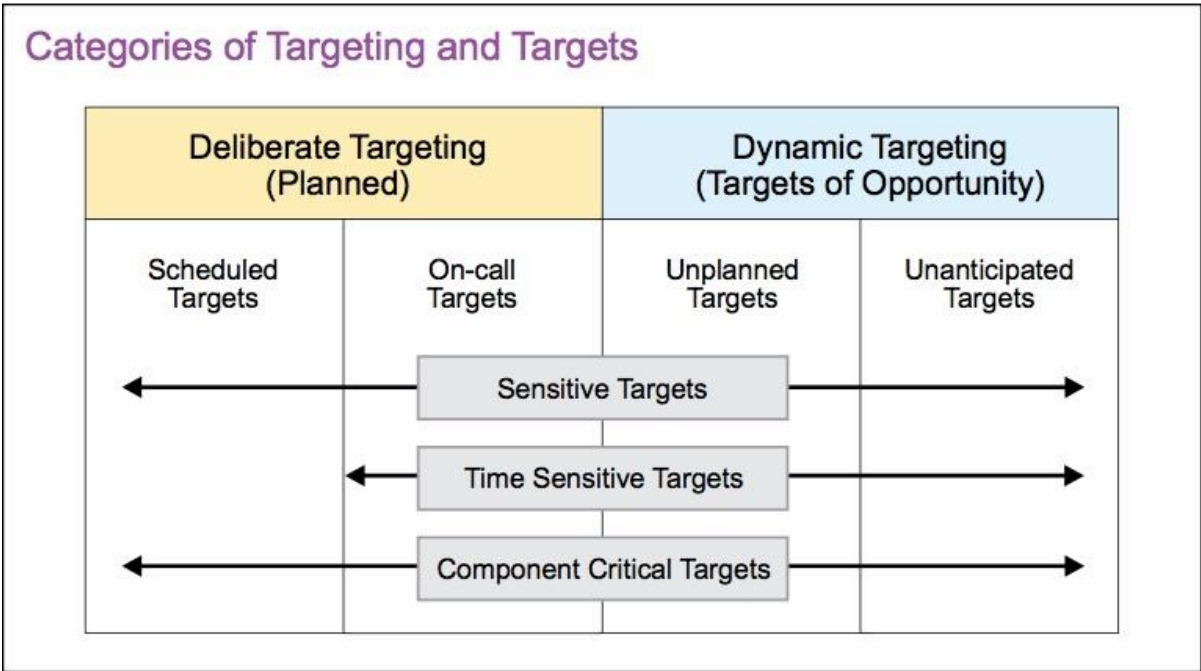 Categories of Targeting and Targets
Deliberate Targeting
(Planned)
Dynamic Targeting
(Targets of Opportunity)
Scheduled
Targets
On-call
Targets
Unplanned
Targets
Unanticipated
Targets
Sensitive Targets
Time Sensitive Targets
Component Critical Targets